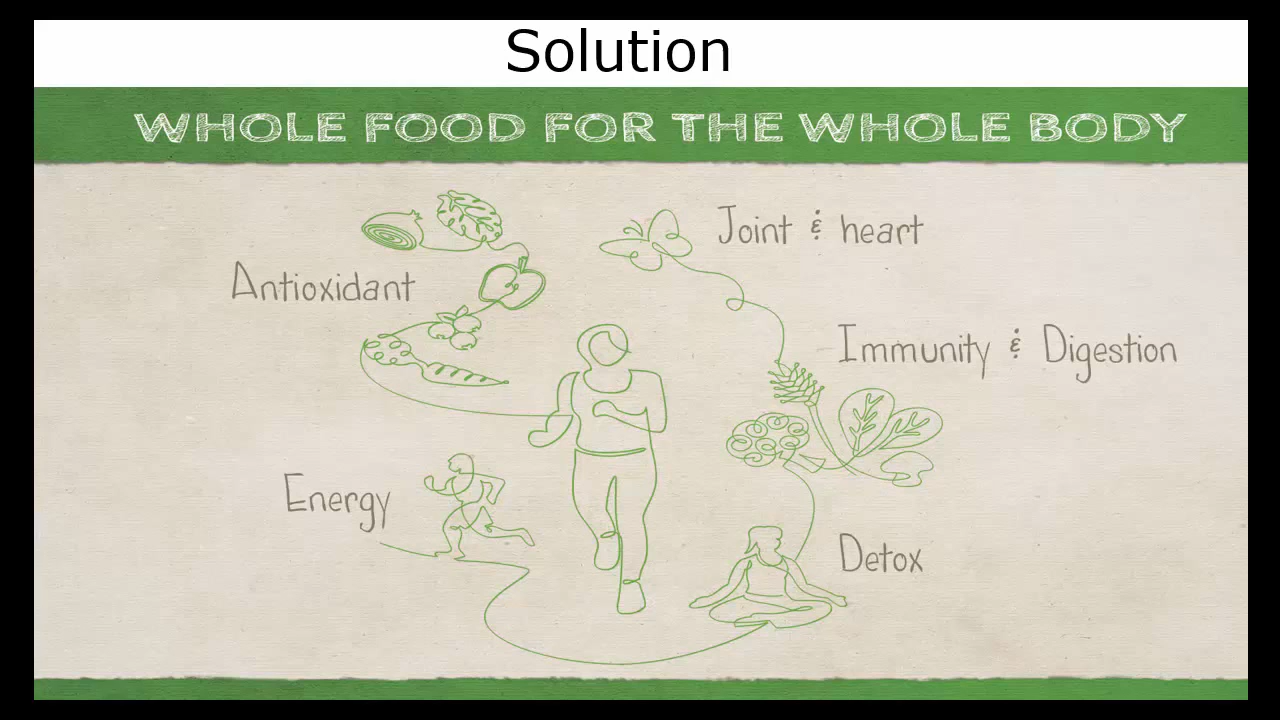 Solution
WHOLE FOOD FOR THE WHOLE BODY
Joint & heart
Antioxidant
Immunity & Digestion
Energy
Detox